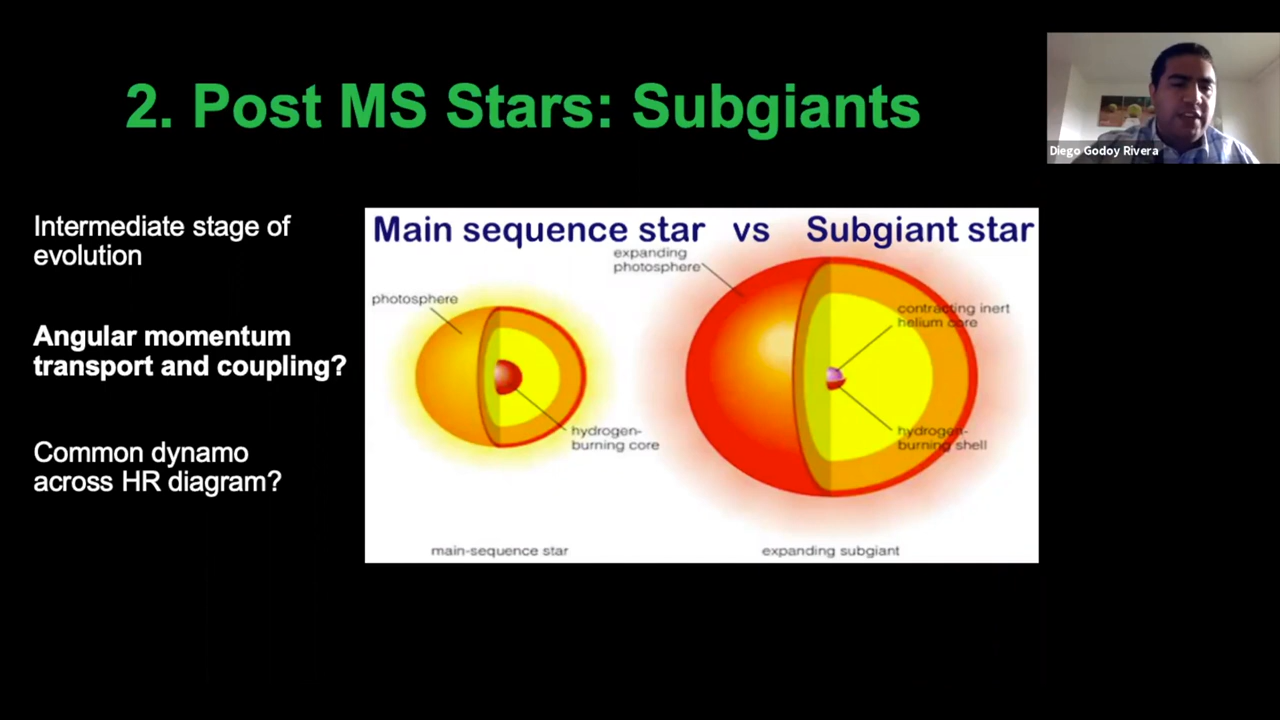 2. Post MS Stars: Subgiants
Diego Godoy Rivera
Intermediate stage of
evolution
Angular momentum
transport and coupling?
Common dynamo
across HR diagram?
Main sequence star vs Subgiant star
expanding
photosphere
photosphere
contracting inert
helium core
hydrogen-
burning core
hydrogen-
burning shell
main-sequence star
expanding subgiant